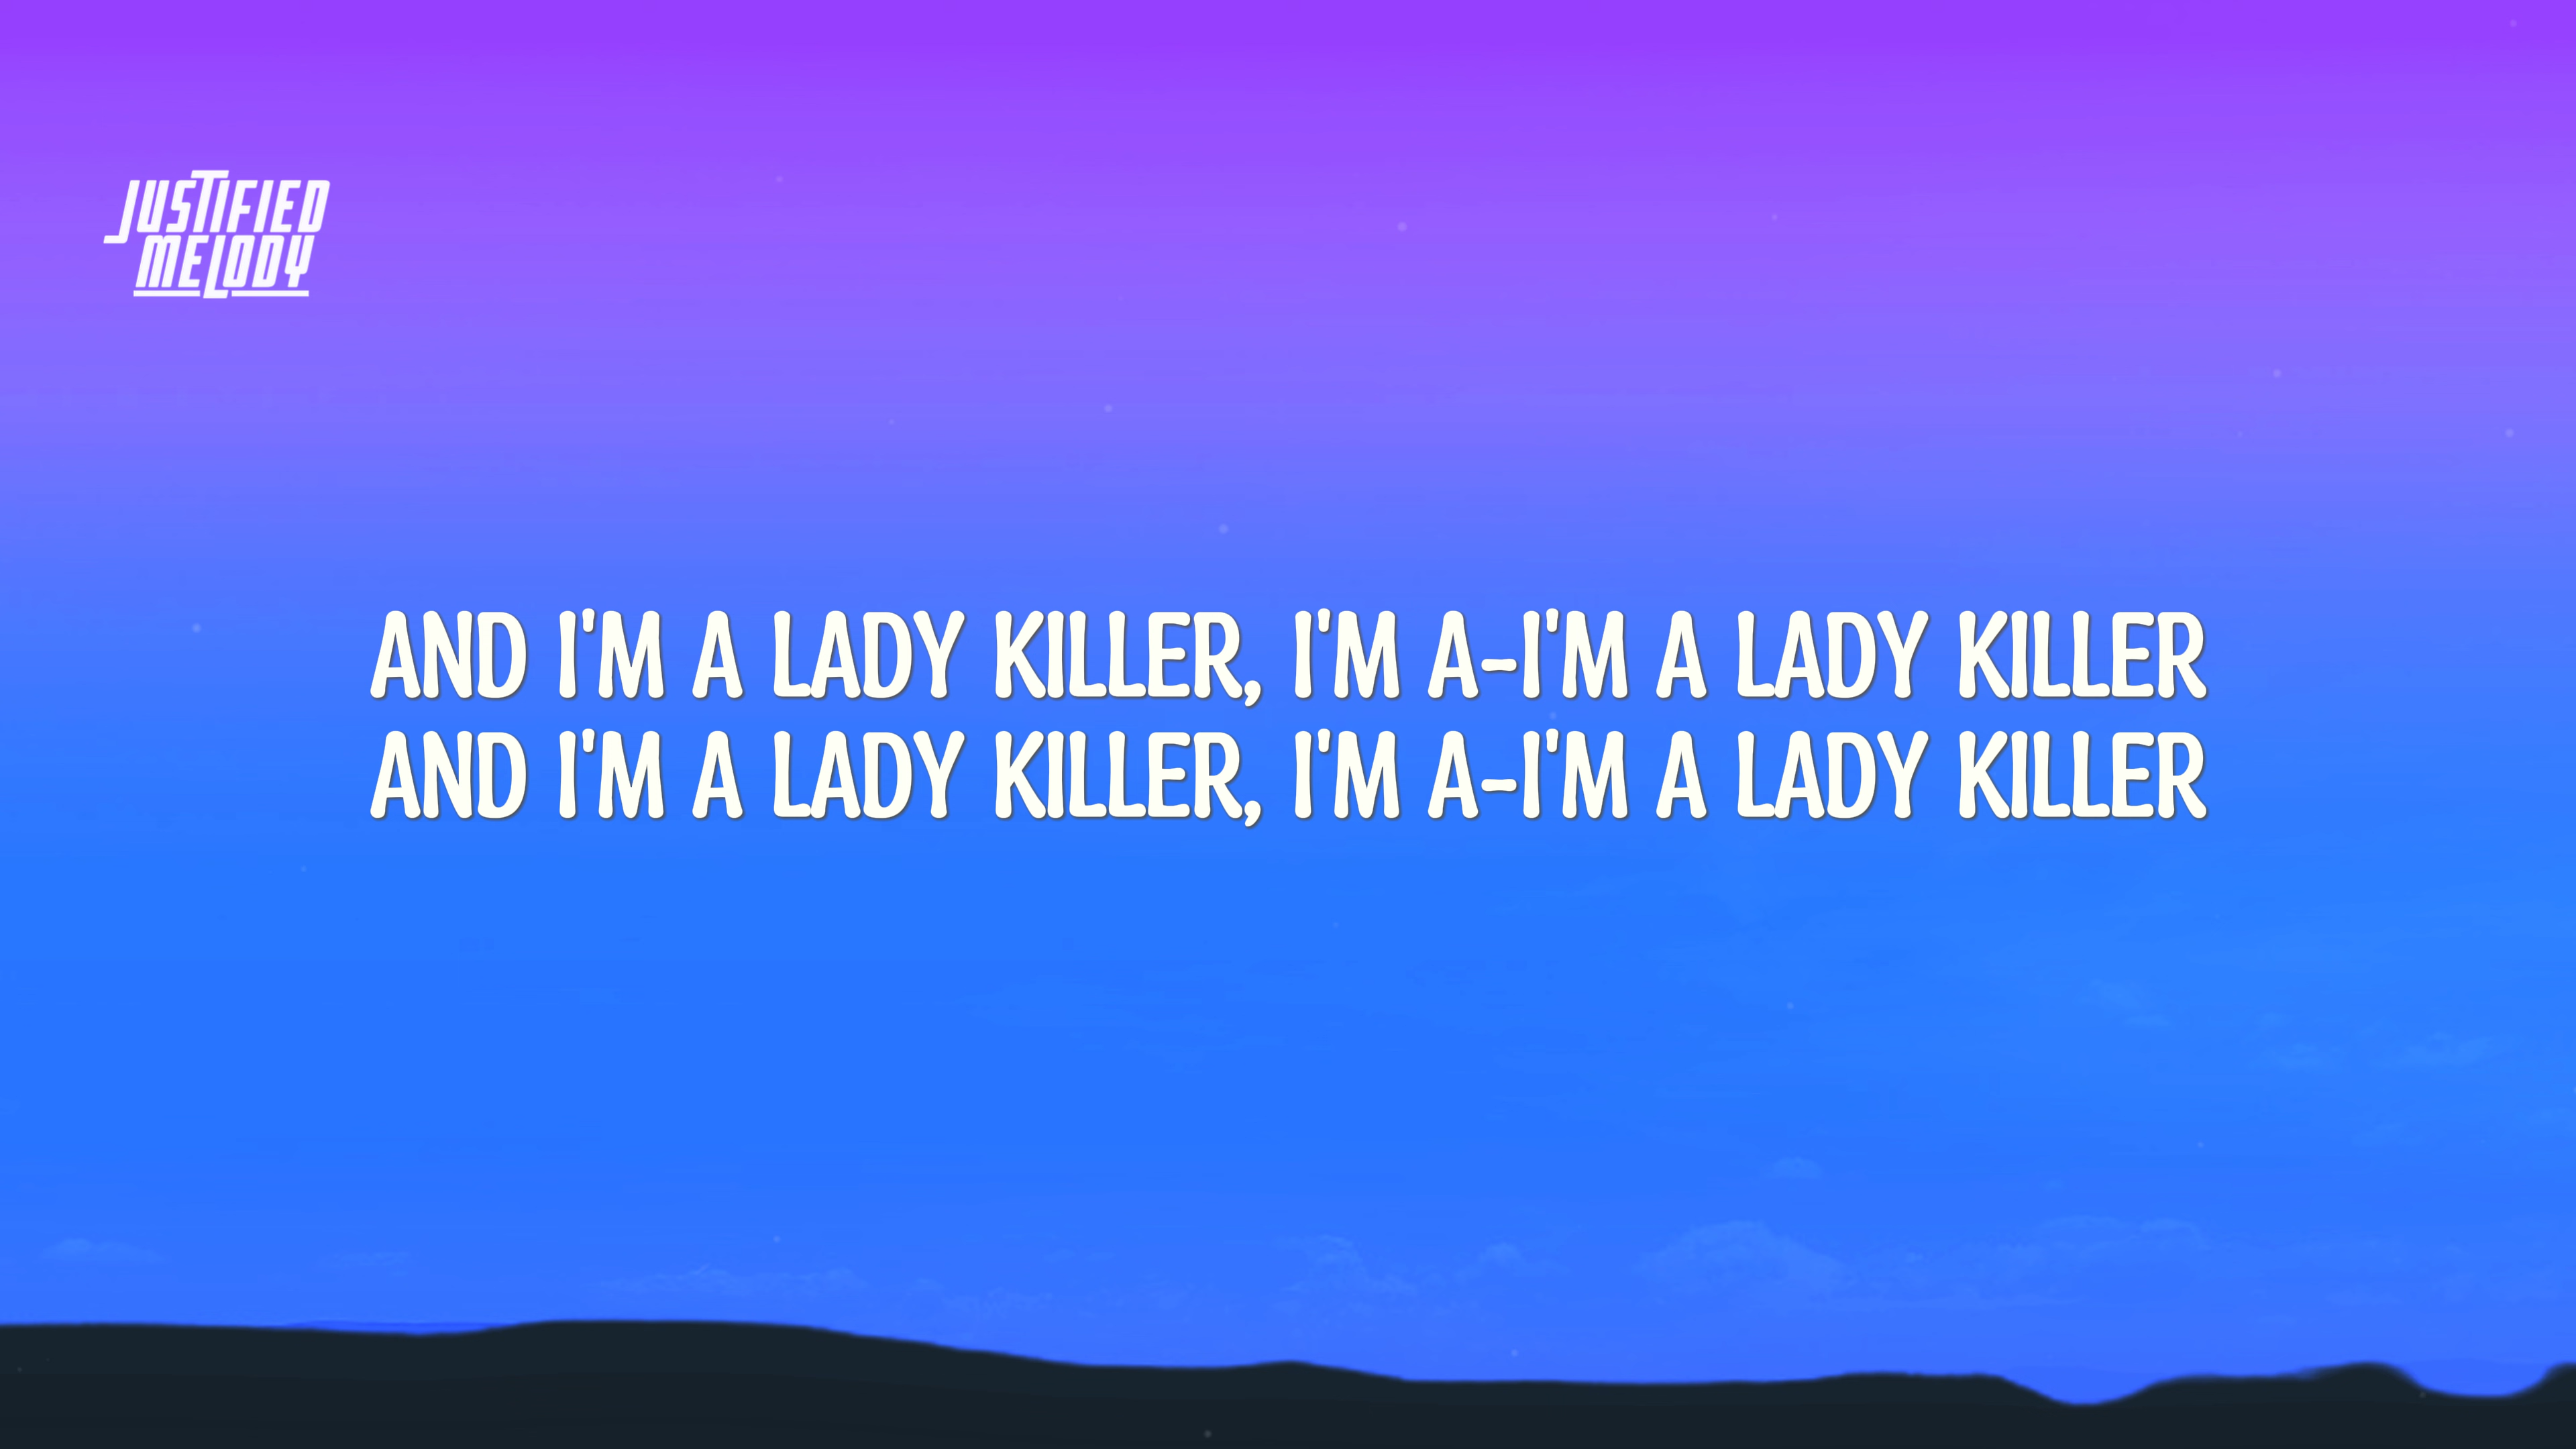 JUSTIFIED
MELODY
AND I'M A LADY KILLER, I'M A-I'M A LADY KILLER
AND I'M A LADY KILLER, I'M A-I'M A LADY KILLER